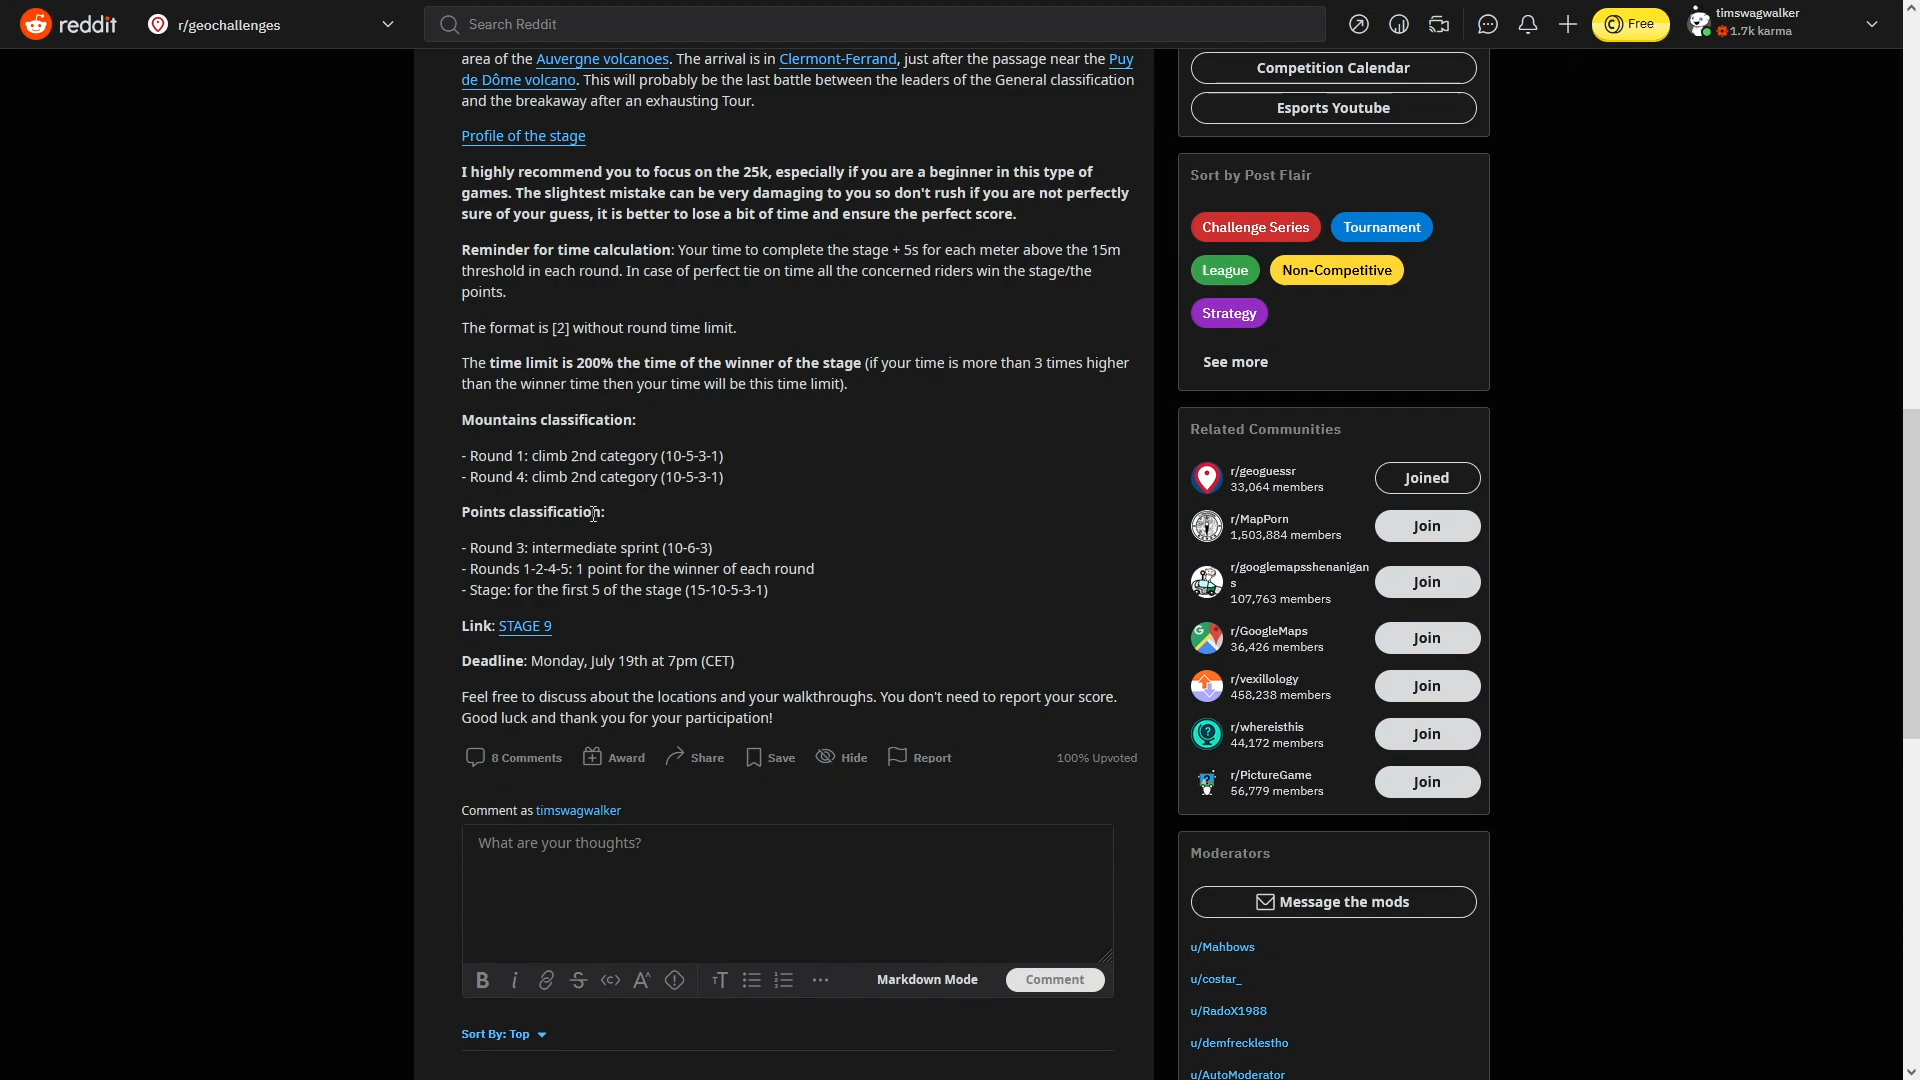 reddit
r/geochallenges
Search Reddit
Free
timswagwalker
1.7k karma
area of the Auvergne volcanoes. The arrival is in Clermont-Ferrand, just after the passage near the Puy
de Dôme volcano. This will probably be the last battle between the leaders of the General classification
and the breakaway after an exhausting Tour.
Profile of the stage
I highly recommend you to focus on the 25k, especially if you are a beginner in this type of
games. The slightest mistake can be very damaging to you so don't rush if you are not perfectly
sure of your guess, it is better to lose a bit of time and ensure the perfect score.
Reminder for time calculation: Your time to complete the stage + 5s for each meter above the 15m
threshold in each round. In case of perfect tie on time all the concerned riders win the stage/the
points.
The format is [2] without round time limit.
The time limit is 200% the time of the winner of the stage (if your time is more than 3 times higher
than the winner time then your time will be this time limit).
Mountains classification:
- Round 1: climb 2nd category (10-5-3-1)
- Round 4: climb 2nd category (10-5-3-1)
Points classification:
- Round 3: intermediate sprint (10-6-3)
- Rounds 1-2-4-5: 1 point for the winner of each round
- Stage: for the first 5 of the stage (15-10-5-3-1)
Link: STAGE 9
Deadline: Monday, July 19th at 7pm (CET)
Feel free to discuss about the locations and your walkthroughs. You don't need to report your score.
Good luck and thank you for your participation!
8 Comments Award Share Save Hide Report 100% Upvoted
Comment as timswagwalker
What are your thoughts?
Markdown Mode Comment
Sort By: Top
Competition Calendar
Esports Youtube
Sort by Post Flair
Challenge Series Tournament
League Non-Competitive
Strategy
See more
Related Communities
r/geoguessr
33,064 members
Joined
r/MapPorn
1,503,884 members
Join
r/googlemapsshenanigan
s
107,763 members
Join
r/GoogleMaps
36,426 members
Join
r/vexillology
458,238 members
Join
r/whereisthis
44,172 members
Join
r/PictureGame
56,779 members
Join
Moderators
Message the mods
u/Mahbows
u/costar_
u/RadoX1988
u/demfrecklestho
u/AutoModerator